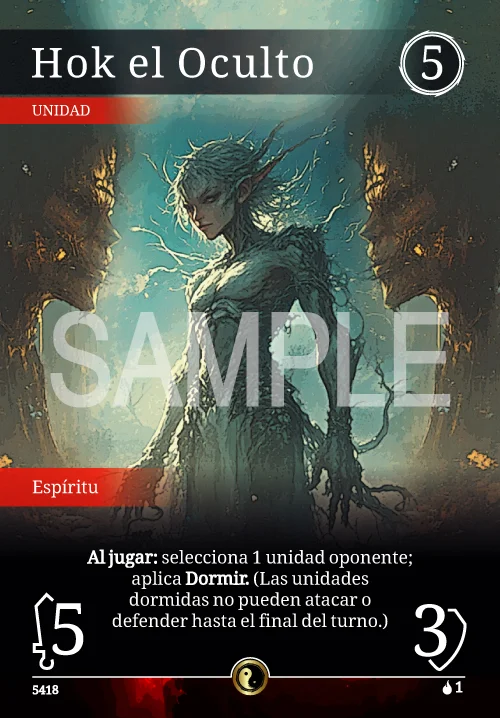 Hok el Oculto
5
UNIDAD
SAMPLE
Espíritu
Al jugar: selecciona 1 unidad oponente;
aplica Dormir. (Las unidades
dormidas no pueden atacar o
defender hasta el final del turno.)
5
3
5418
1